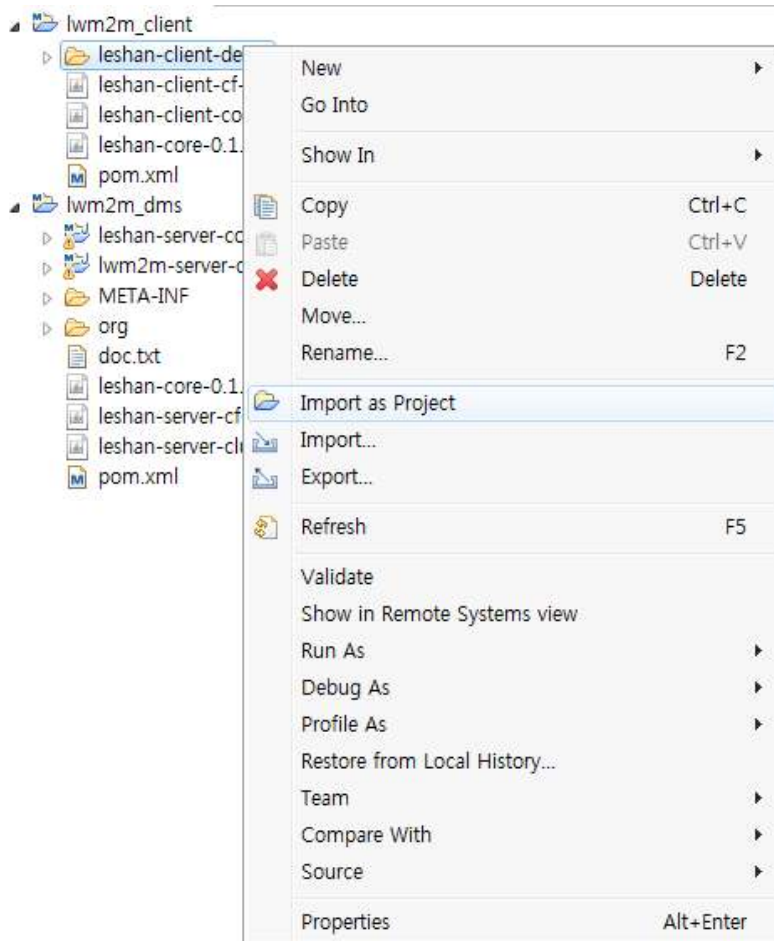 lwm2m_client
leshan-client-de
leshan-client-cf-
leshan-client-co
leshan-core-0.1.
pom.xml
lwm2m_dms
leshan-server-cc
lwm2m-server-c
META-INF
org
doc.txt
leshan-core-0.1.
leshan-server-cf
leshan-server-clu
pom.xml
New
Go Into
Show In
Copy Ctrl+C
Paste Ctrl+V
Delete Delete
Move...
Rename... F2
Import as Project
Import...
Export...
Refresh F5
Validate
Show in Remote Systems view
Run As
Debug As
Profile As
Restore from Local History...
Team
Compare With
Source
Properties Alt+Enter